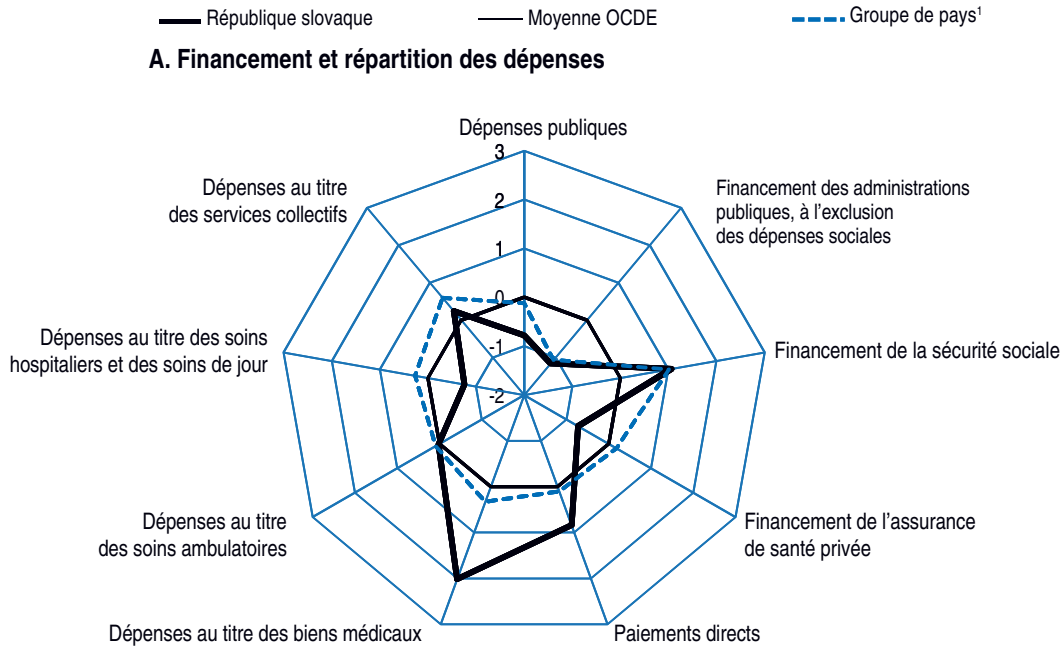 République slovaque
Moyenne OCDE
Groupe de pays¹
A. Financement et répartition des dépenses
Dépenses publiques
3
2
1
0
-1
-2
Financement des administrations
publiques, à l'exclusion
des dépenses sociales
Financement de la sécurité sociale
Financement de l'assurance
de santé privée
Paiements directs
Dépenses au titre des biens médicaux
Dépenses au titre
des soins ambulatoires
Dépenses au titre des soins
hospitaliers et des soins de jour
Dépenses au titre
des services collectifs